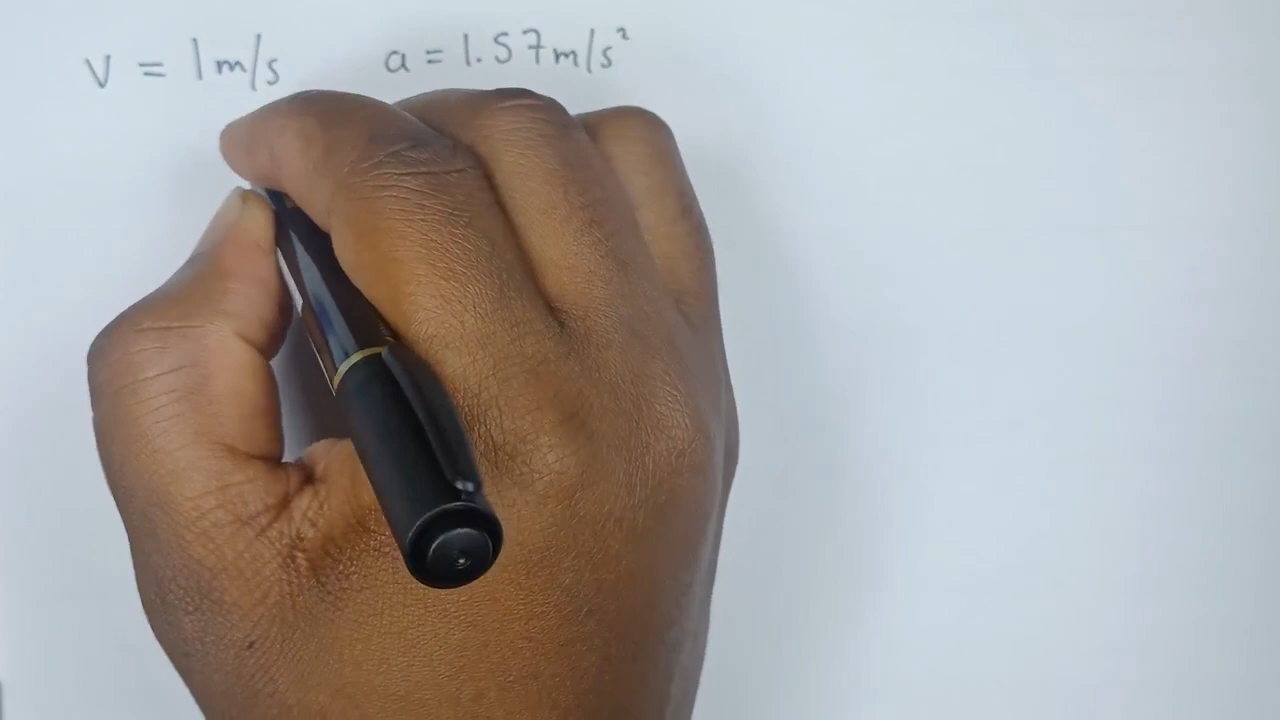 v = 1m/s a = 1.57m/s²